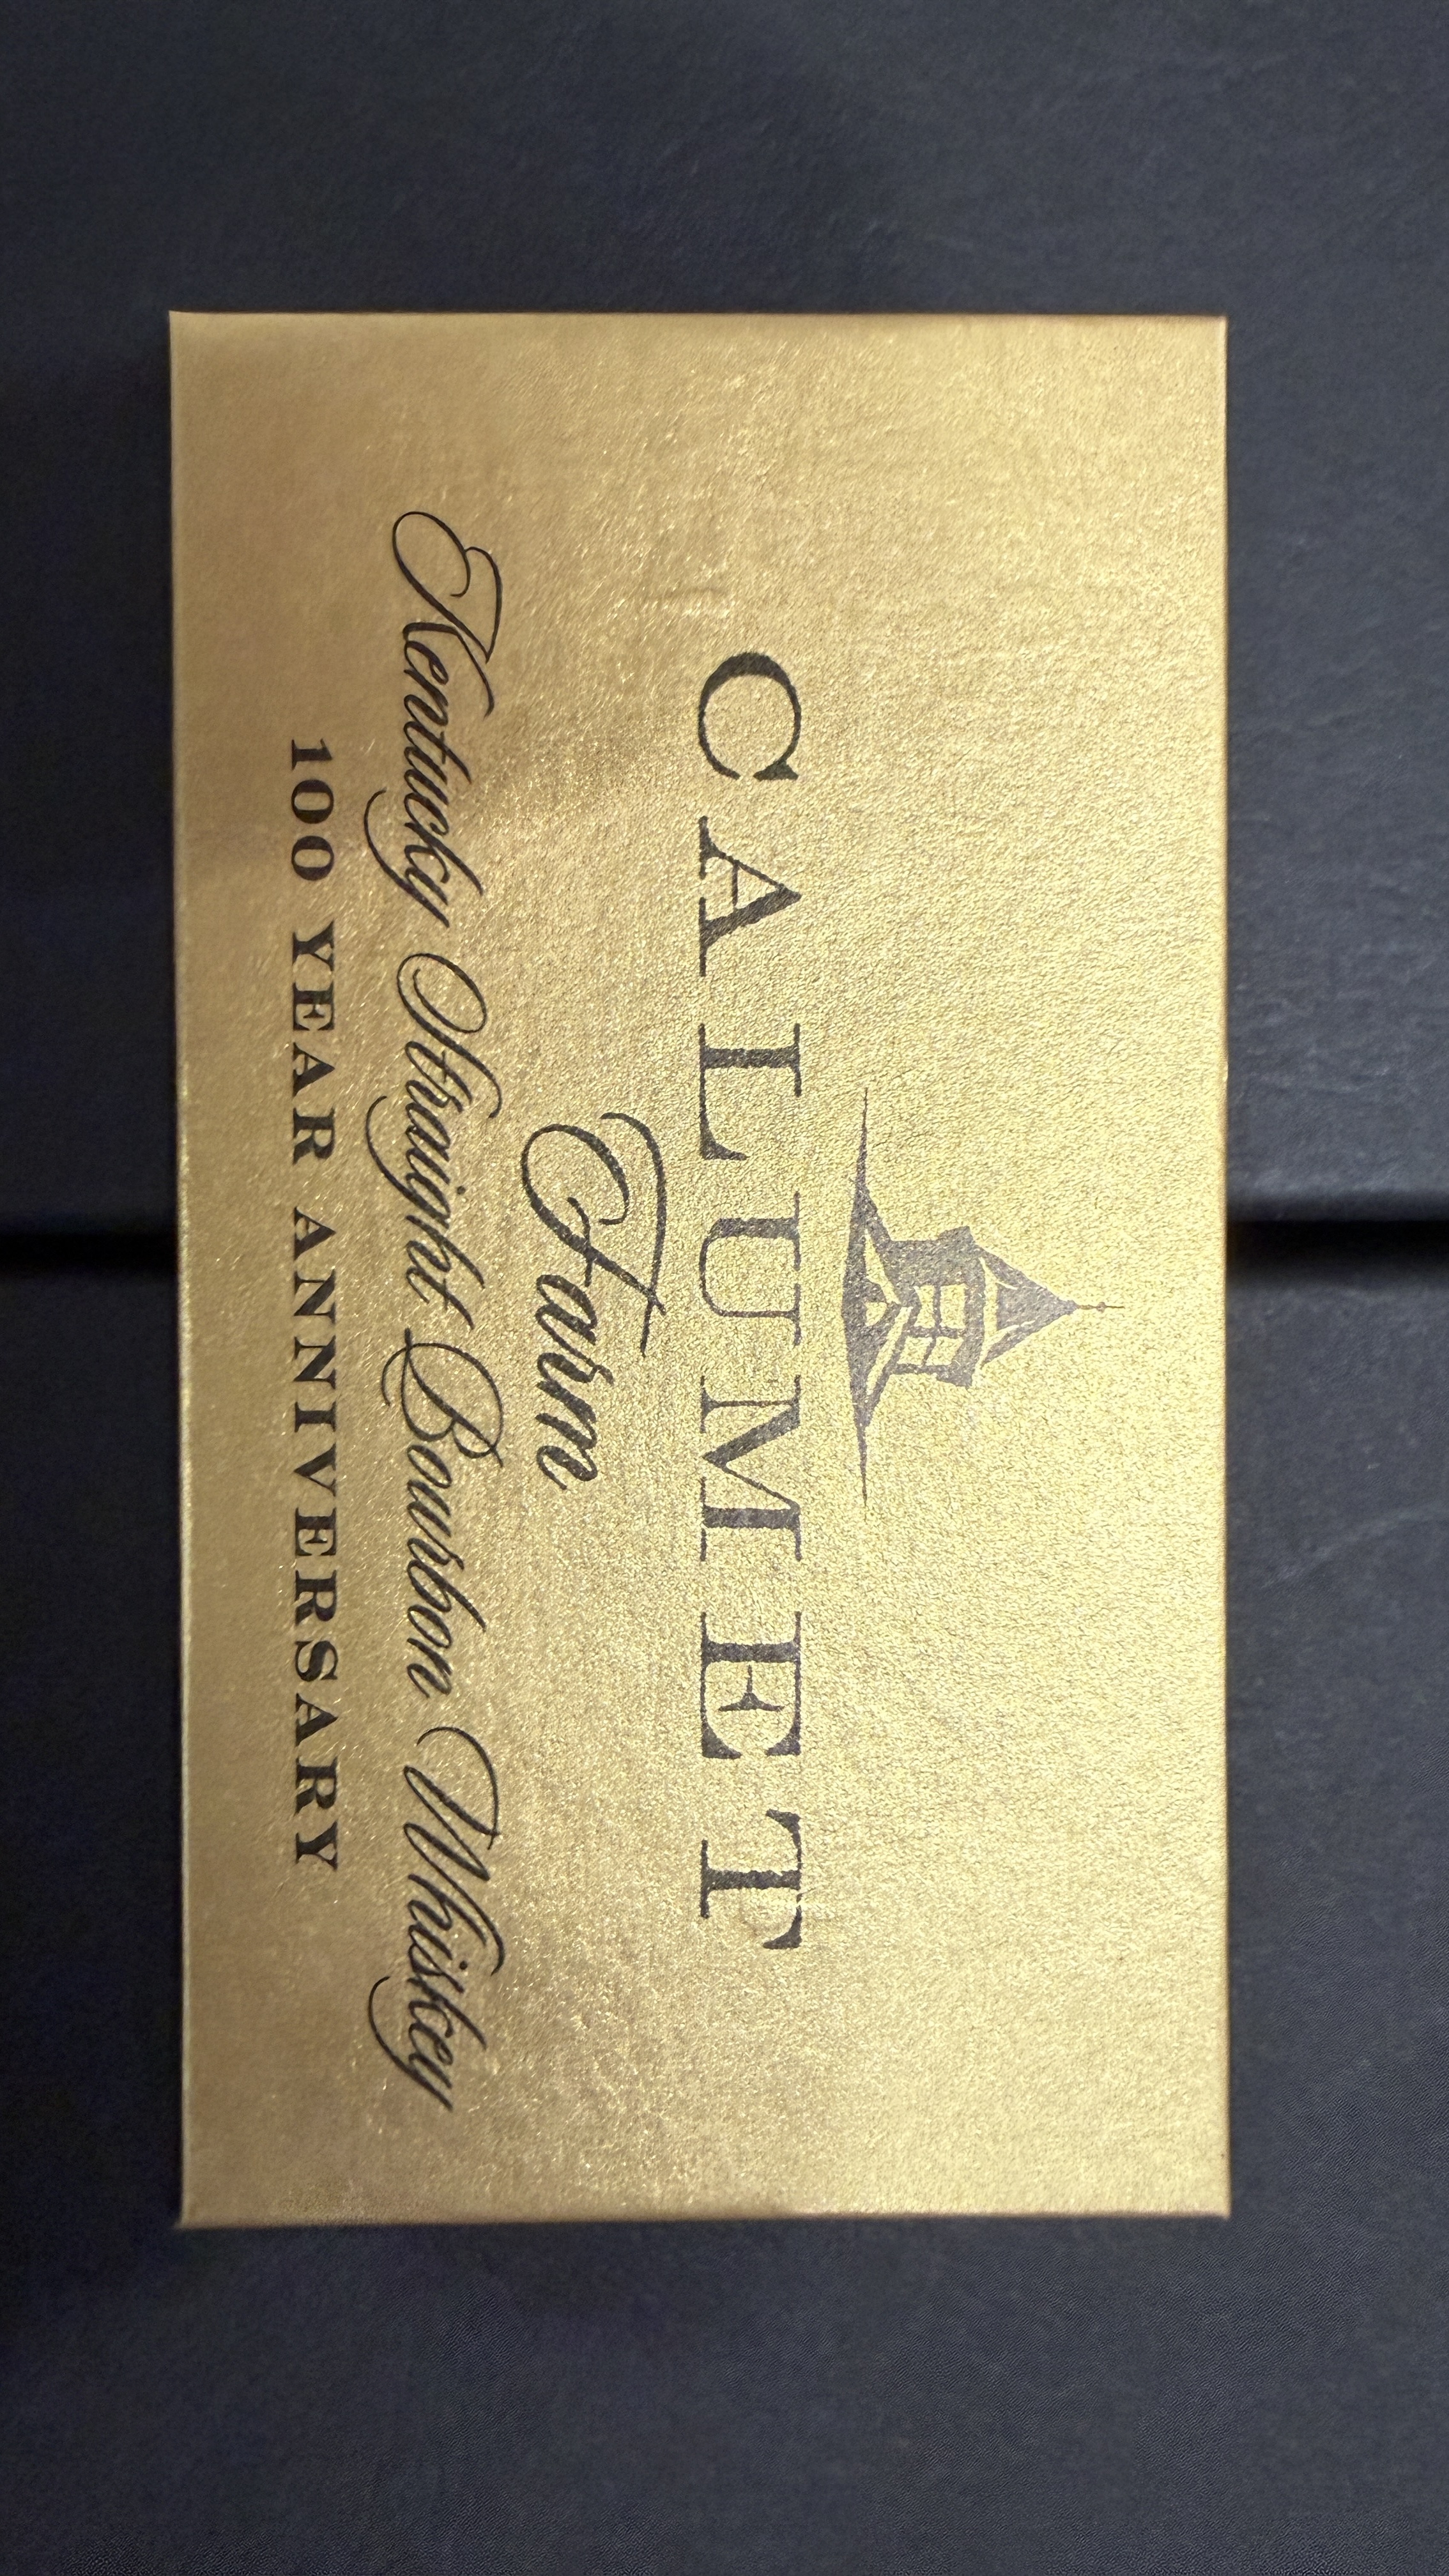 CALUMET
Farm
Kentucky Straight Bourbon Whiskey
100 YEAR ANNIVERSARY